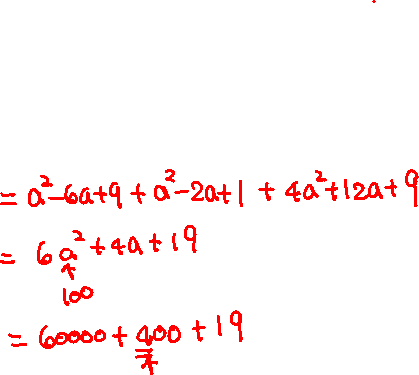 = a²-6a+9 + a²-2a+1 + 4a²+12a+9
= 6a²+4a+19
↑
100
= 60000 + 400 + 19